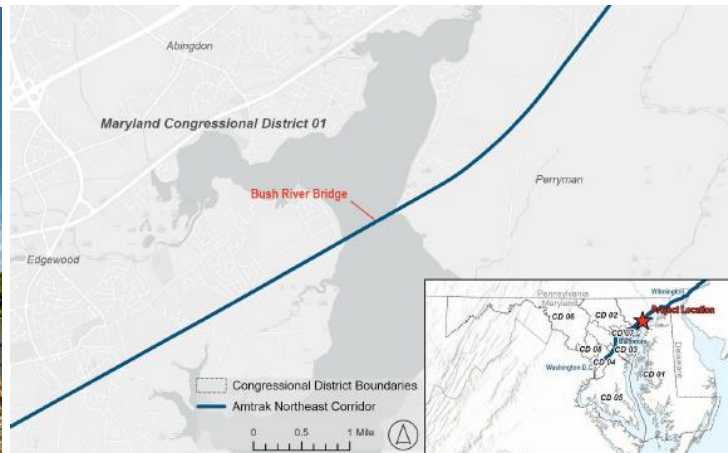 Abingdon
Maryland Congressional District 01
Bush River Bridge
Perryman
Edgewood
Congressional District Boundaries
Amtrak Northeast Corridor
0 0.5 1 Mile
Pennsylvania
Maryland
Wilmington
Project Location
CD 06
CD 02
CD 07
Baltimore
CD 08
CD 03
CD 04
Washington D.C.
CD 01
Delaware
CD 05